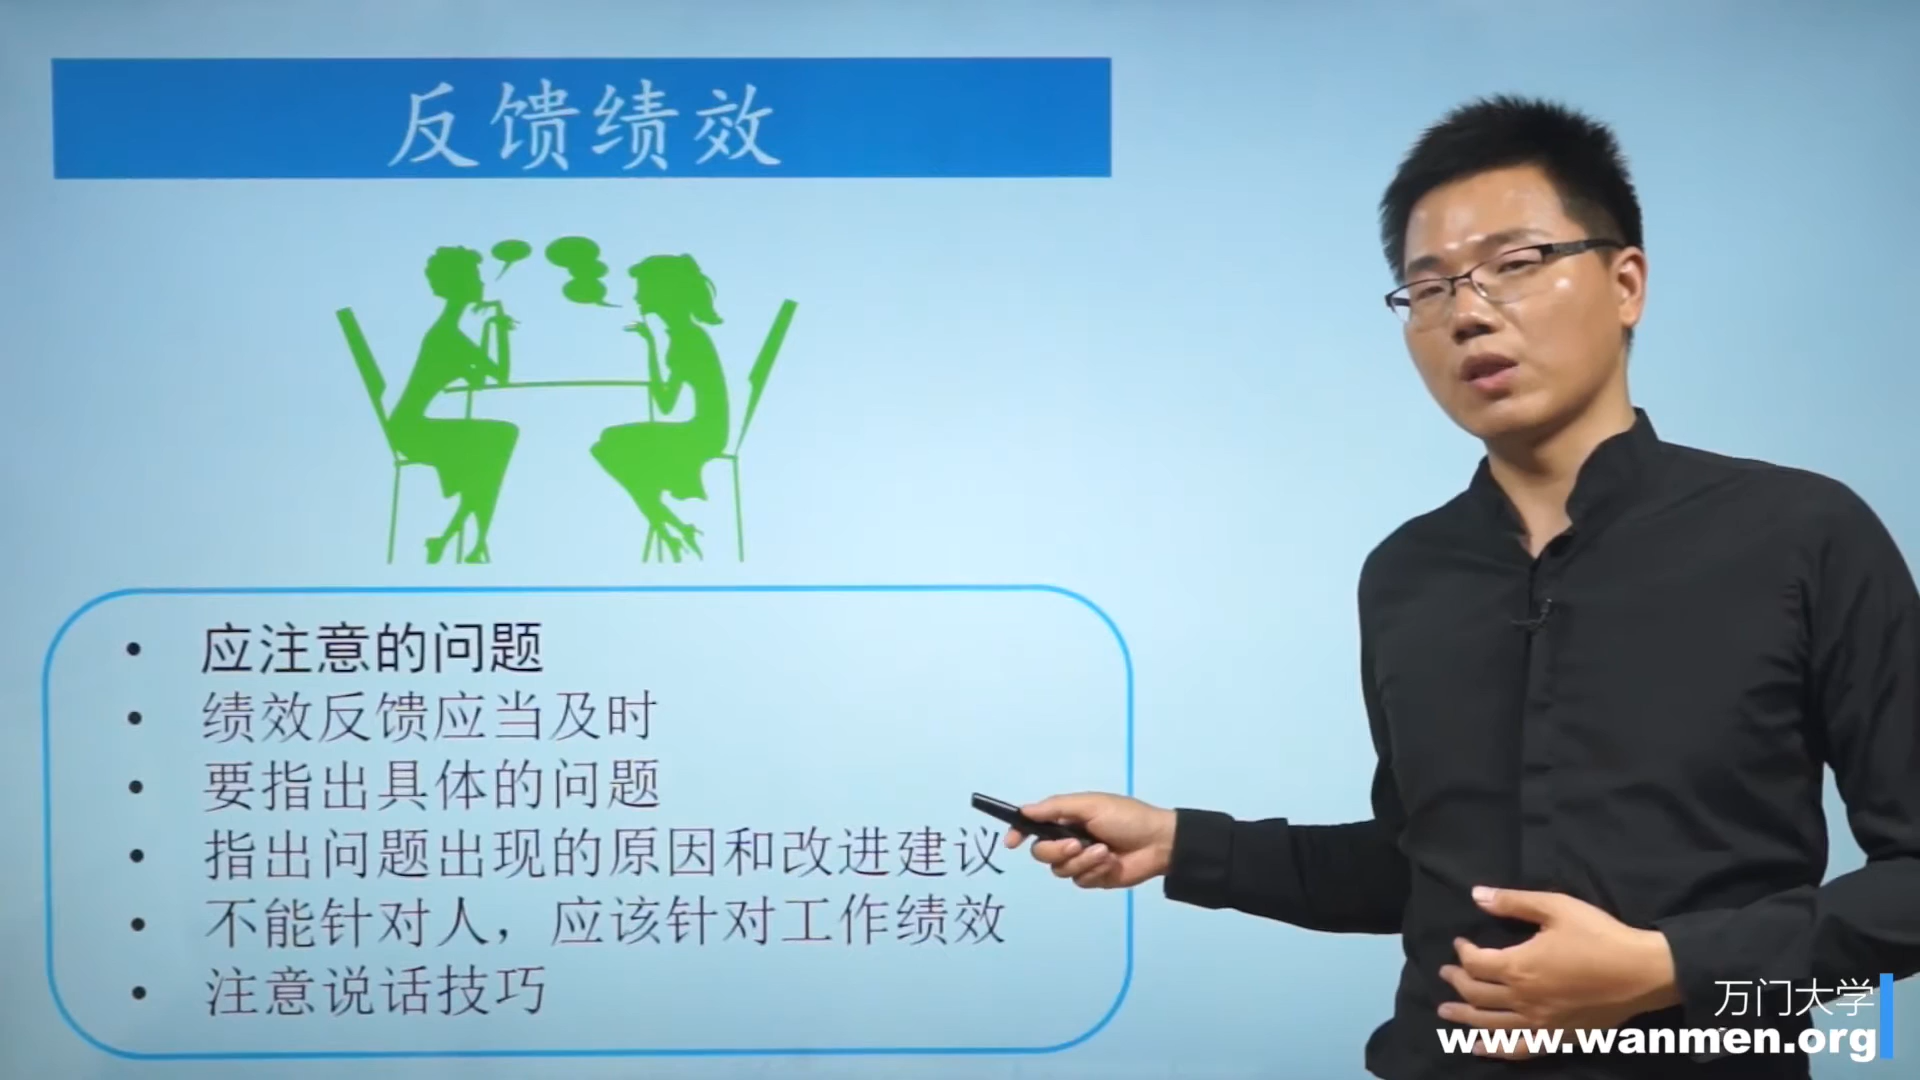 反馈绩效
• 应注意的问题
• 绩效反馈应当及时
• 要指出具体的问题
• 指出问题出现的原因和改进建议
• 不能针对人，应该针对工作绩效
• 注意说话技巧
万门大学
www.wanmen.org